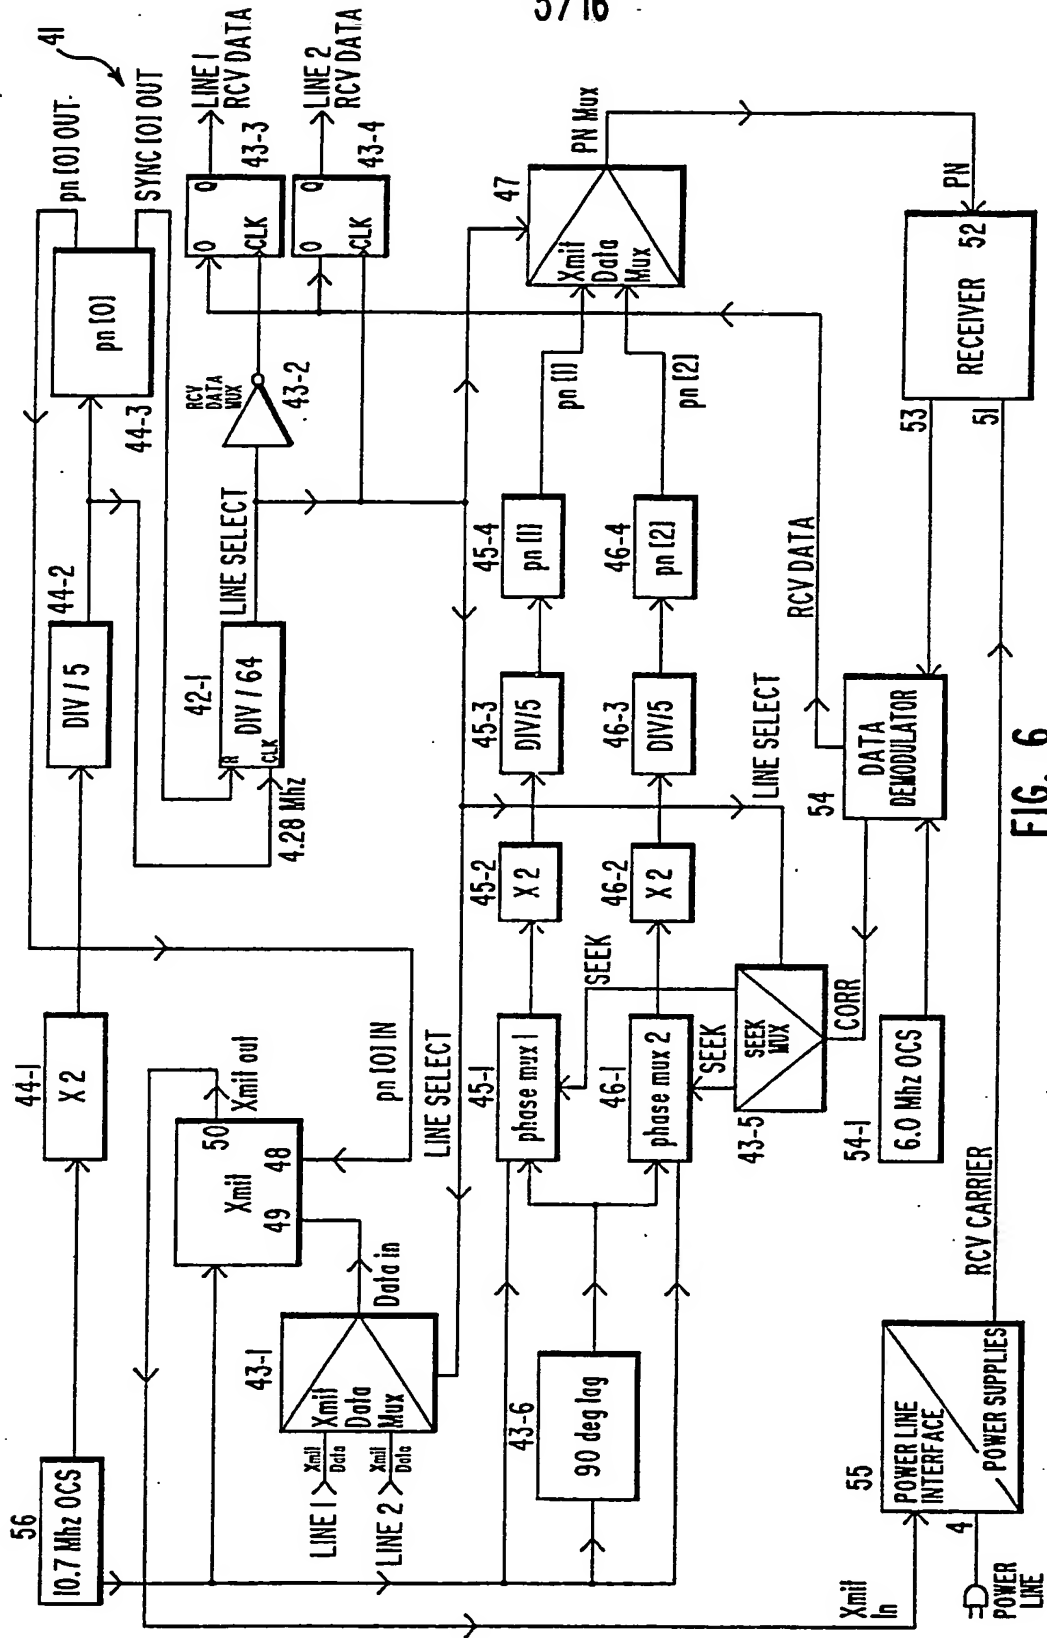 5/16
41
56
10.7 Mhz OCS
44-1
X 2
44-2
DIV / 5
pn [0] OUT
pn [0]
44-3
SYNC [0] OUT
LINE 1
RCV DATA
43-3
D
Q
CLK
LINE 2
RCV DATA
43-4
D
Q
CLK
RCV
DATA
MUX
43-2
LINE SELECT
42-1
DIV / 64
R
CLK
4.28 Mhz
Xmit out
50
Xmit
49
48
pn [0] IN
LINE SELECT
43-1
Xmit
Data
Mux
Data in
LINE 1
Xmit
Data
LINE 2
Xmit
Data
43-6
90 deg lag
45-1
phase mux 1
45-2
X 2
45-3
DIV/5
45-4
pn [1]
pn [1]
46-1
phase mux 2
46-2
X 2
46-3
DIV/5
46-4
pn [2]
pn [2]
47
Xmit
Data
Mux
PN Mux
SEEK
SEEK
SEEK
MUX
43-5
LINE SELECT
CORR
54-1
6.0 Mhz OCS
54
DATA
DEMODULATOR
RCV DATA
PN
52
RECEIVER
53
51
RCV CARRIER
55
POWER LINE
INTERFACE
POWER SUPPLIES
Xmit
In
4
POWER
LINE
FIG. 6